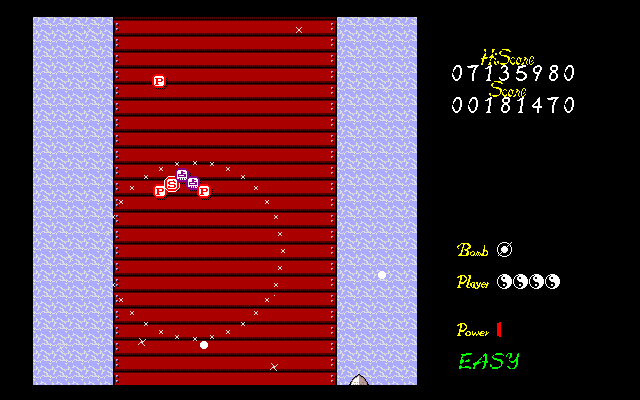 HiScore
07135980
Score
00181470
P
S
P
P
Bomb
Player
Power
EASY